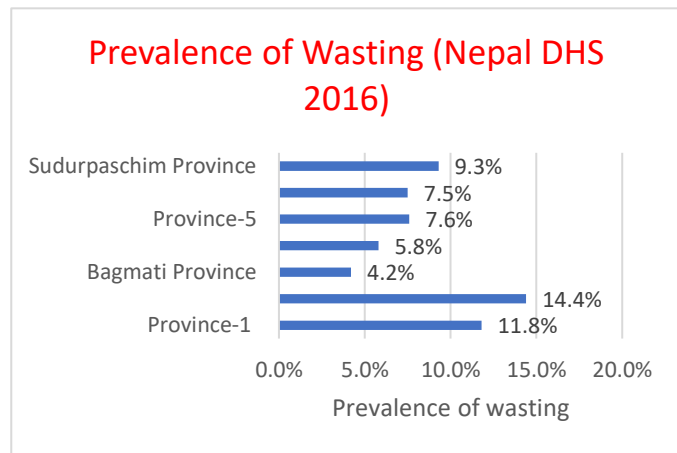 Prevalence of Wasting (Nepal DHS
2016)
Sudurpaschim Province
9.3%
7.5%
Province-5
7.6%
5.8%
Bagmati Province
4.2%
14.4%
Province-1
11.8%
0.0%
5.0%
10.0%
15.0%
20.0%
Prevalence of wasting